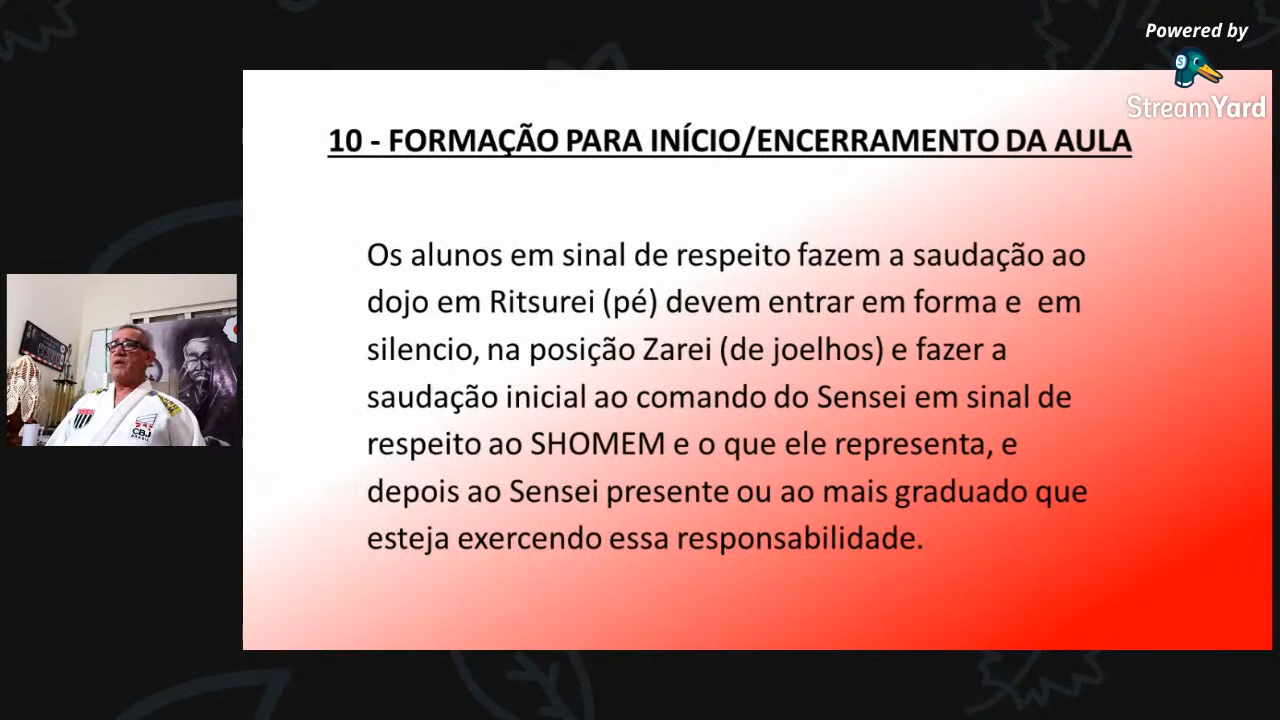 Powered by
StreamYard
10 - FORMAÇÃO PARA INÍCIO/ENCERRAMENTO DA AULA
Os alunos em sinal de respeito fazem a saudação ao
dojo em Ritsurei (pé) devem entrar em forma e  em
silencio, na posição Zarei (de joelhos) e fazer a
saudação inicial ao comando do Sensei em sinal de
respeito ao SHOMEM e o que ele representa, e
depois ao Sensei presente ou ao mais graduado que
esteja exercendo essa responsabilidade.
CBJ
BRASIL